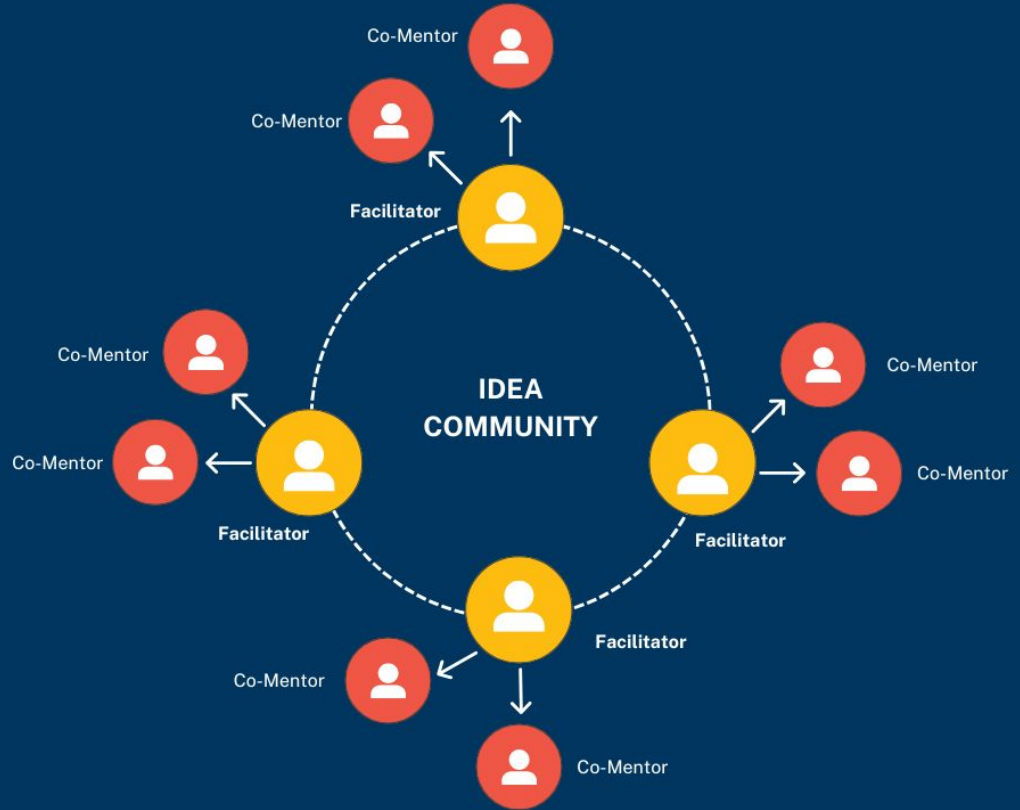 Co-Mentor
Co-Mentor
Facilitator
Co-Mentor
Co-Mentor
IDEA
COMMUNITY
Co-Mentor
Co-Mentor
Facilitator
Facilitator
Facilitator
Co-Mentor
Co-Mentor